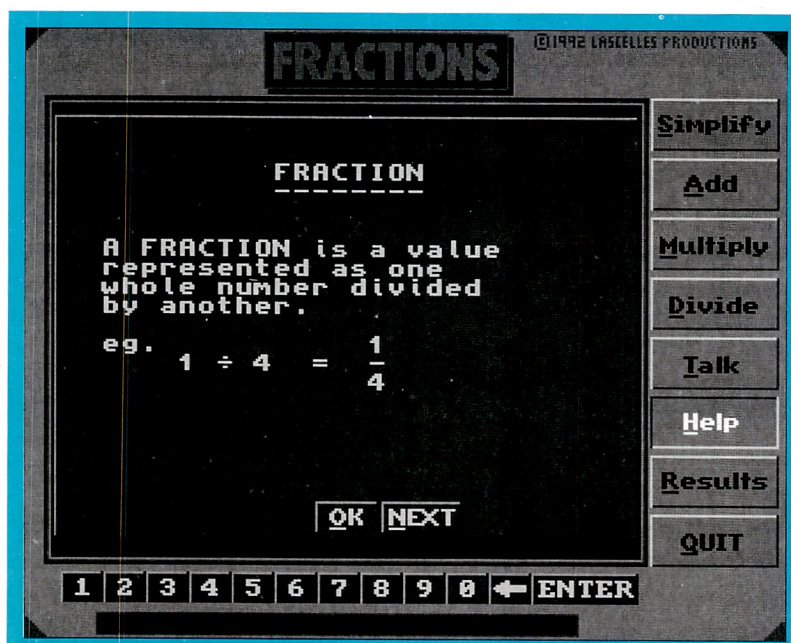 FRACTIONS
©1992 LASCELLES PRODUCTIONS
FRACTION
A FRACTION is a value
represented as one
whole number divided
by another.
eg. 1 ÷ 4 = 1/4
OK NEXT
Simplify
Add
Multiply
Divide
Talk
Help
Results
QUIT
1 2 3 4 5 6 7 8 9 0 ← ENTER